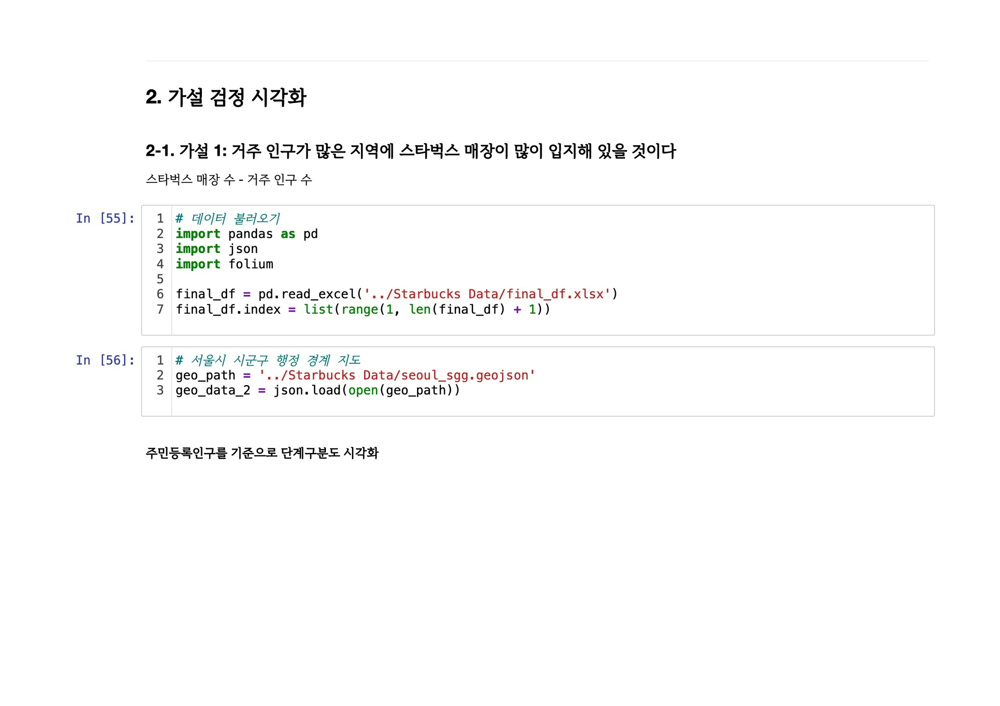 2. 가설 검정 시각화
2-1. 가설 1: 거주 인구가 많은 지역에 스타벅스 매장이 많이 입지해 있을 것이다
스타벅스 매장 수 - 거주 인구 수
In [55]:
1 # 데이터 불러오기
2 import pandas as pd
3 import json
4 import folium
5
6 final_df = pd.read_excel('../Starbucks Data/final_df.xlsx')
7 final_df.index = list(range(1, len(final_df) + 1))
In [56]:
1 # 서울시 시군구 행정 경계 지도
2 geo_path = '../Starbucks Data/seoul_sgg.geojson'
3 geo_data_2 = json.load(open(geo_path))
주민등록인구를 기준으로 단계구분도 시각화